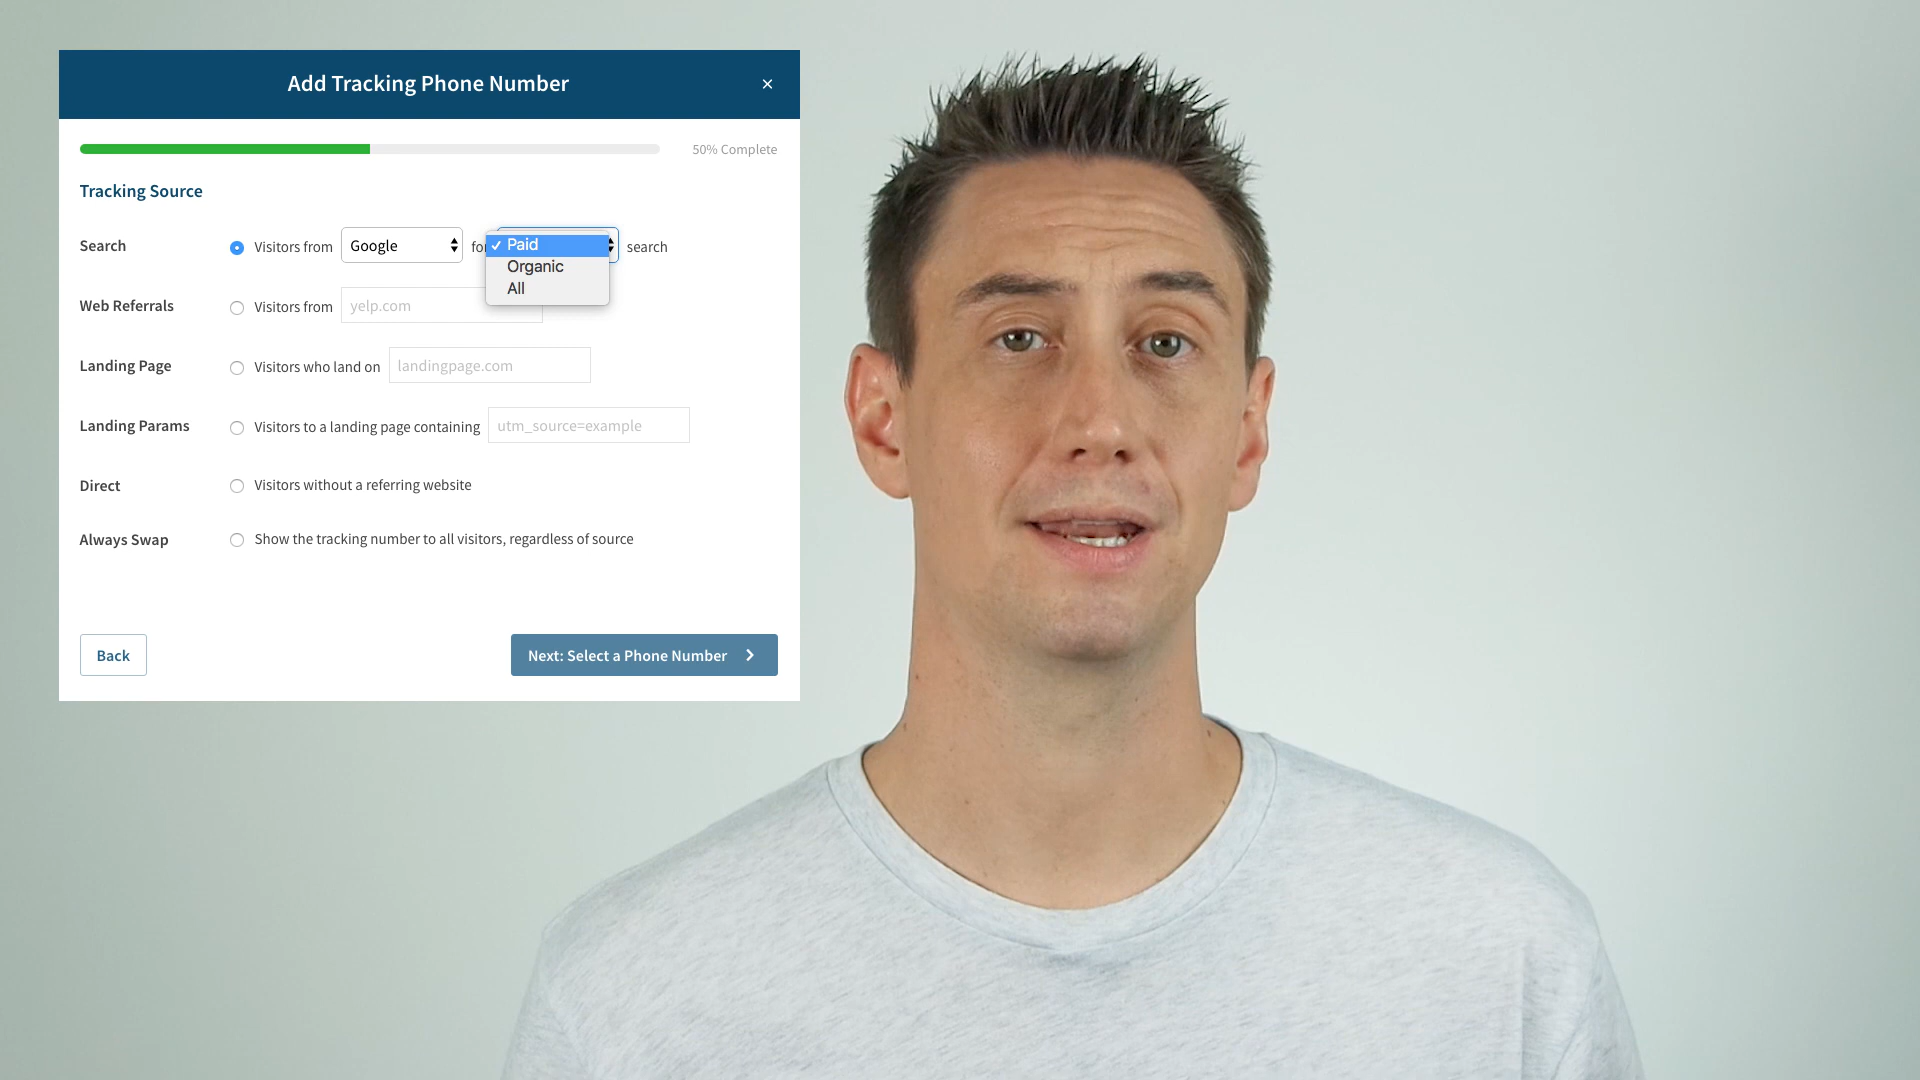 Add Tracking Phone Number ×
50% Complete
Tracking Source
Search Visitors from Google for Paid search
Organic
All
Web Referrals Visitors from yelp.com
Landing Page Visitors who land on landingpage.com
Landing Params Visitors to a landing page containing utm_source=example
Direct Visitors without a referring website
Always Swap Show the tracking number to all visitors, regardless of source
Back Next: Select a Phone Number